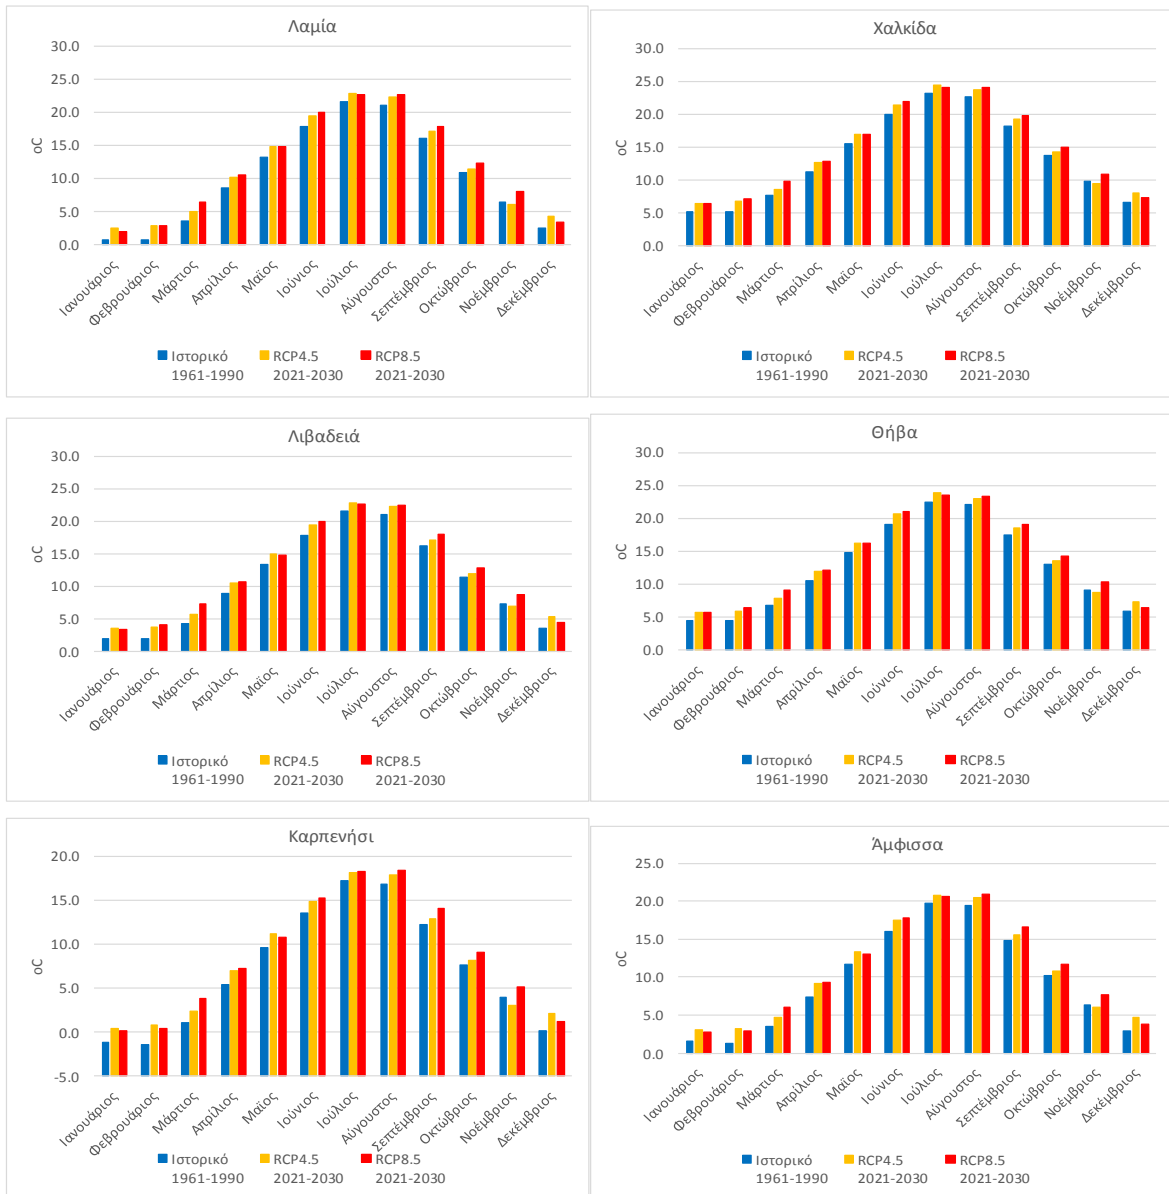 Λαμία
30.0
25.0
20.0
15.0
10.0
5.0
0.0
oC
Ιανουάριος
Φεβρουάριος
Μάρτιος
Απρίλιος
Μαϊος
Ιούνιος
Ιούλιος
Αύγουστος
Σεπτέμβριος
Οκτώβριος
Νοέμβριος
Δεκέμβριος
Ιστορικό RCP4.5 RCP8.5
1961-1990 2021-2030 2021-2030
Χαλκίδα
30.0
25.0
20.0
15.0
10.0
5.0
0.0
oC
Ιανουάριος
Φεβρουάριος
Μάρτιος
Απρίλιος
Μαϊος
Ιούνιος
Ιούλιος
Αύγουστος
Σεπτέμβριος
Οκτώβριος
Νοέμβριος
Δεκέμβριος
Ιστορικό RCP4.5 RCP8.5
1961-1990 2021-2030 2021-2030
Λιβαδειά
30.0
25.0
20.0
15.0
10.0
5.0
0.0
oC
Ιανουάριος
Φεβρουάριος
Μάρτιος
Απρίλιος
Μαϊος
Ιούνιος
Ιούλιος
Αύγουστος
Σεπτέμβριος
Οκτώβριος
Νοέμβριος
Δεκέμβριος
Ιστορικό RCP4.5 RCP8.5
1961-1990 2021-2030 2021-2030
Θήβα
30.0
25.0
20.0
15.0
10.0
5.0
0.0
oC
Ιανουάριος
Φεβρουάριος
Μάρτιος
Απρίλιος
Μαϊος
Ιούνιος
Ιούλιος
Αύγουστος
Σεπτέμβριος
Οκτώβριος
Νοέμβριος
Δεκέμβριος
Ιστορικό RCP4.5 RCP8.5
1961-1990 2021-2030 2021-2030
Καρπενήσι
20.0
15.0
10.0
5.0
0.0
-5.0
oC
Ιανουάριος
Φεβρουάριος
Μάρτιος
Απρίλιος
Μαϊος
Ιούνιος
Ιούλιος
Αύγουστος
Σεπτέμβριος
Οκτώβριος
Νοέμβριος
Δεκέμβριος
Ιστορικό RCP4.5 RCP8.5
1961-1990 2021-2030 2021-2030
Άμφισσα
25.0
20.0
15.0
10.0
5.0
0.0
oC
Ιανουάριος
Φεβρουάριος
Μάρτιος
Απρίλιος
Μαϊος
Ιούνιος
Ιούλιος
Αύγουστος
Σεπτέμβριος
Οκτώβριος
Νοέμβριος
Δεκέμβριος
Ιστορικό RCP4.5 RCP8.5
1961-1990 2021-2030 2021-2030